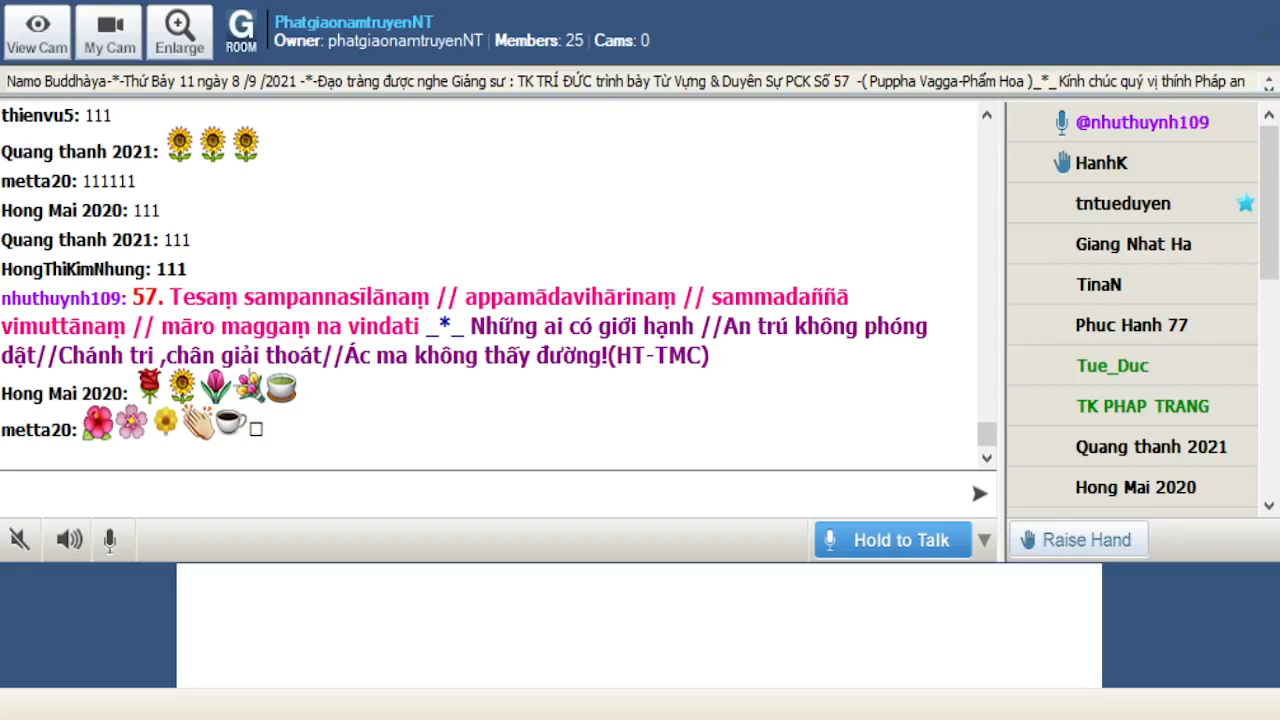 View Cam
My Cam
Enlarge
G
ROOM
PhatgiaonamtruyenNT
Owner: phatgiaonamtruyenNT | Members: 25 | Cams: 0
Namo Buddhàya-*-Thứ Bảy 11 ngày 8 /9 /2021 -*-Đạo tràng được nghe Giảng sư : TK TRÍ ĐỨC trình bày Từ Vựng & Duyên Sự PCK Số 57 -( Puppha Vagga-Phẩm Hoa )_*_ Kính chúc quý vị thính Pháp an
thienvu5: 111
Quang thanh 2021:
metta20: 111111
Hong Mai 2020: 111
Quang thanh 2021: 111
HongThiKimNhung: 111
nhuthuynh109: 57. Tesaṃ sampannasīlānaṃ // appamādavihārinaṃ // sammadaññā
vimuttānaṃ // māro maggaṃ na vindati _*_ Những ai có giới hạnh //An trú không phóng
dật//Chánh tri ,chân giải thoát//Ác ma không thấy đường!(HT-TMC)
Hong Mai 2020:
metta20:
@nhuthuynh109
HanhK
tntueduyen
Giang Nhat Ha
TinaN
Phuc Hanh 77
Tue_Duc
TK PHAP TRANG
Quang thanh 2021
Hong Mai 2020
Hold to Talk
Raise Hand